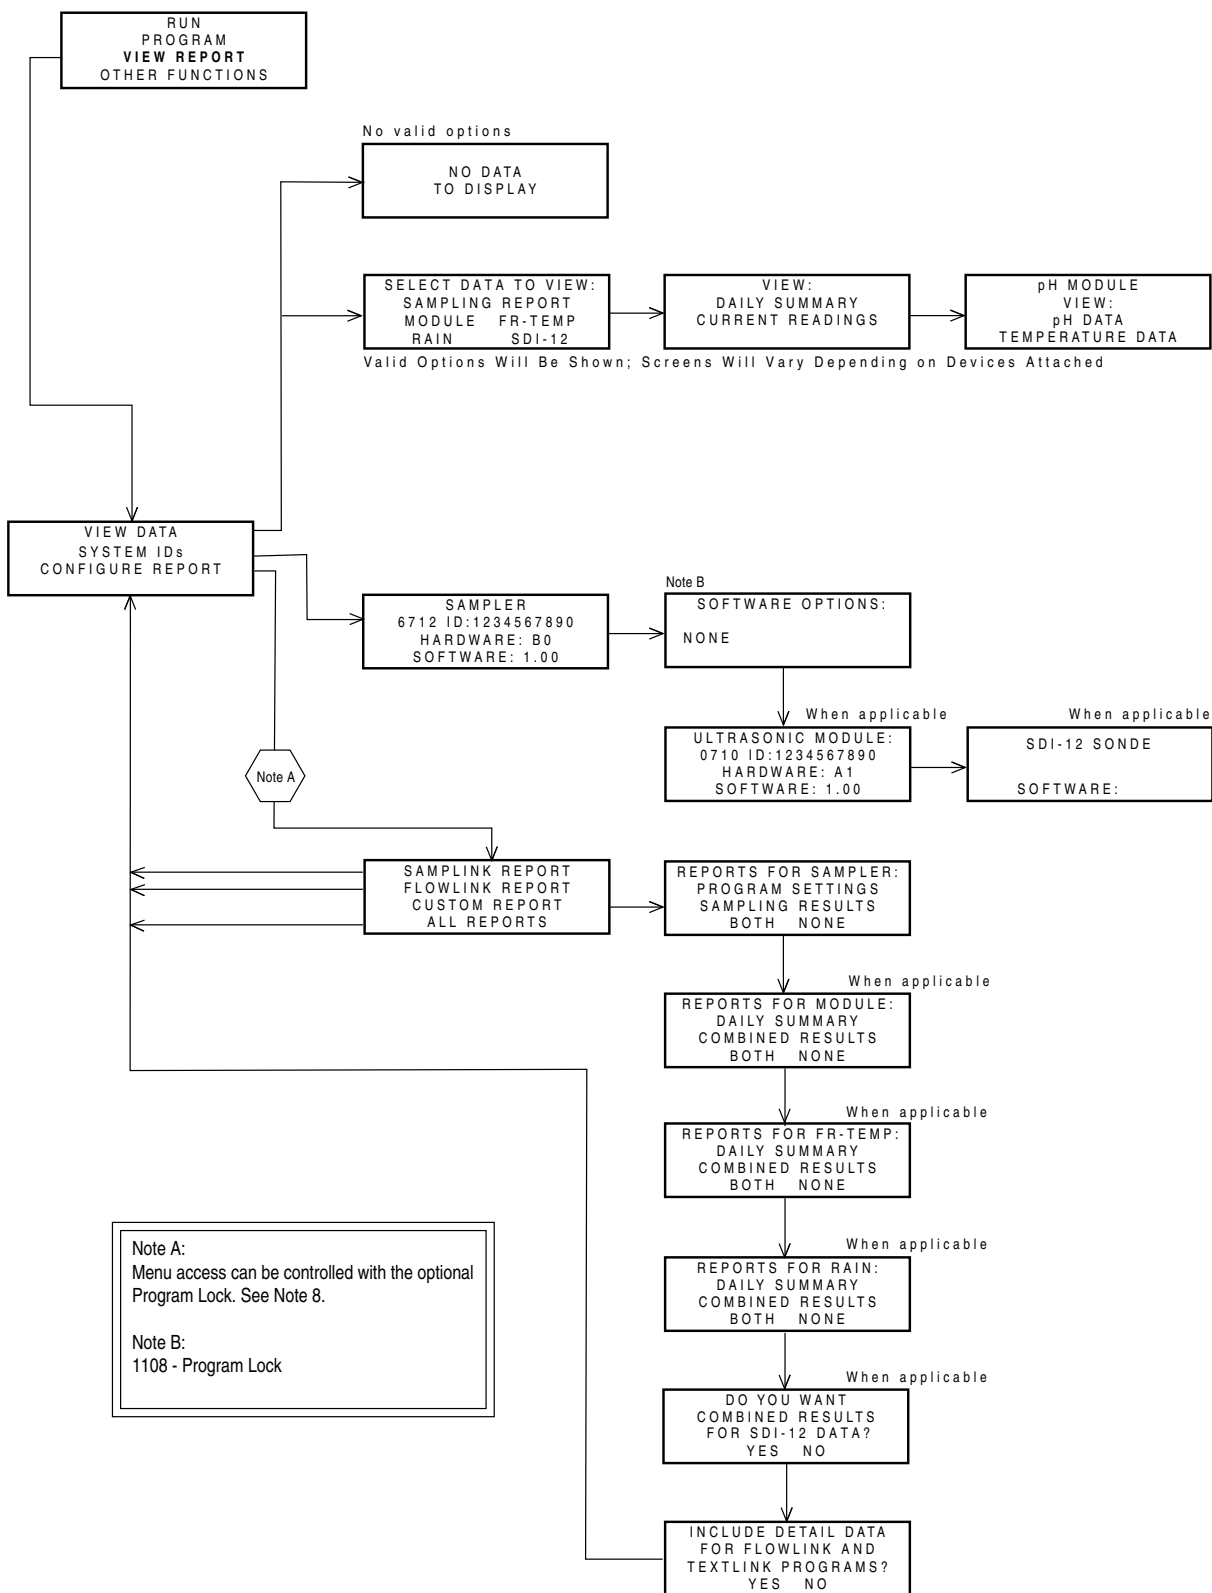 RUN
PROGRAM
VIEW REPORT
OTHER FUNCTIONS
No valid options
NO DATA
TO DISPLAY
SELECT DATA TO VIEW:
SAMPLING REPORT
MODULE FR-TEMP
RAIN SDI-12
VIEW:
DAILY SUMMARY
CURRENT READINGS
pH MODULE
VIEW:
pH DATA
TEMPERATURE DATA
Valid Options Will Be Shown; Screens Will Vary Depending on Devices Attached
VIEW DATA
SYSTEM IDs
CONFIGURE REPORT
SAMPLER
6712 ID:1234567890
HARDWARE: B0
SOFTWARE: 1.00
Note B
SOFTWARE OPTIONS:
NONE
When applicable
ULTRASONIC MODULE:
0710 ID:1234567890
HARDWARE: A1
SOFTWARE: 1.00
When applicable
SDI-12 SONDE
SOFTWARE:
Note A
SAMPLINK REPORT
FLOWLINK REPORT
CUSTOM REPORT
ALL REPORTS
REPORTS FOR SAMPLER:
PROGRAM SETTINGS
SAMPLING RESULTS
BOTH NONE
When applicable
REPORTS FOR MODULE:
DAILY SUMMARY
COMBINED RESULTS
BOTH NONE
When applicable
REPORTS FOR FR-TEMP:
DAILY SUMMARY
COMBINED RESULTS
BOTH NONE
When applicable
REPORTS FOR RAIN:
DAILY SUMMARY
COMBINED RESULTS
BOTH NONE
When applicable
DO YOU WANT
COMBINED RESULTS
FOR SDI-12 DATA?
YES NO
INCLUDE DETAIL DATA
FOR FLOWLINK AND
TEXTLINK PROGRAMS?
YES NO
Note A:
Menu access can be controlled with the optional
Program Lock. See Note 8.
Note B:
1108 - Program Lock